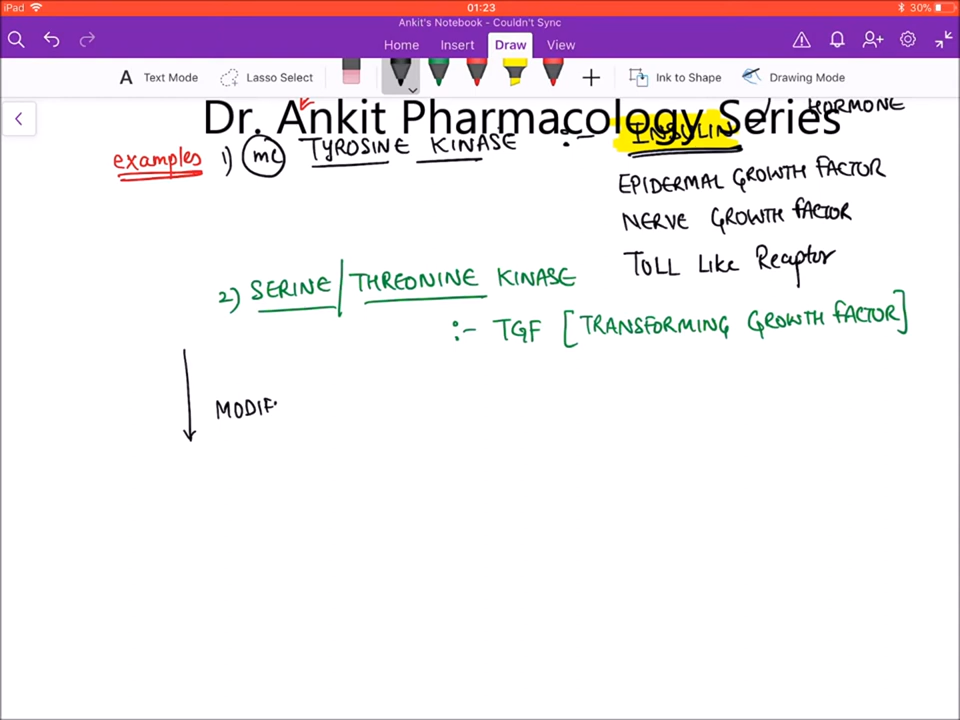 iPad 01:23 30%
Ankit's Notebook - Couldn't Sync
Home Insert Draw View
A Text Mode Lasso Select Ink to Shape Drawing Mode
Dr. Ankit Pharmacology Series
HORMONE
examples 1) mc TYROSINE KINASE :- INSULIN
EPIDERMAL GROWTH FACTOR
NERVE GROWTH FACTOR
TOLL Like Receptor
2) SERINE / THREONINE KINASE
:- TGF [TRANSFORMING GROWTH FACTOR]
MODIF